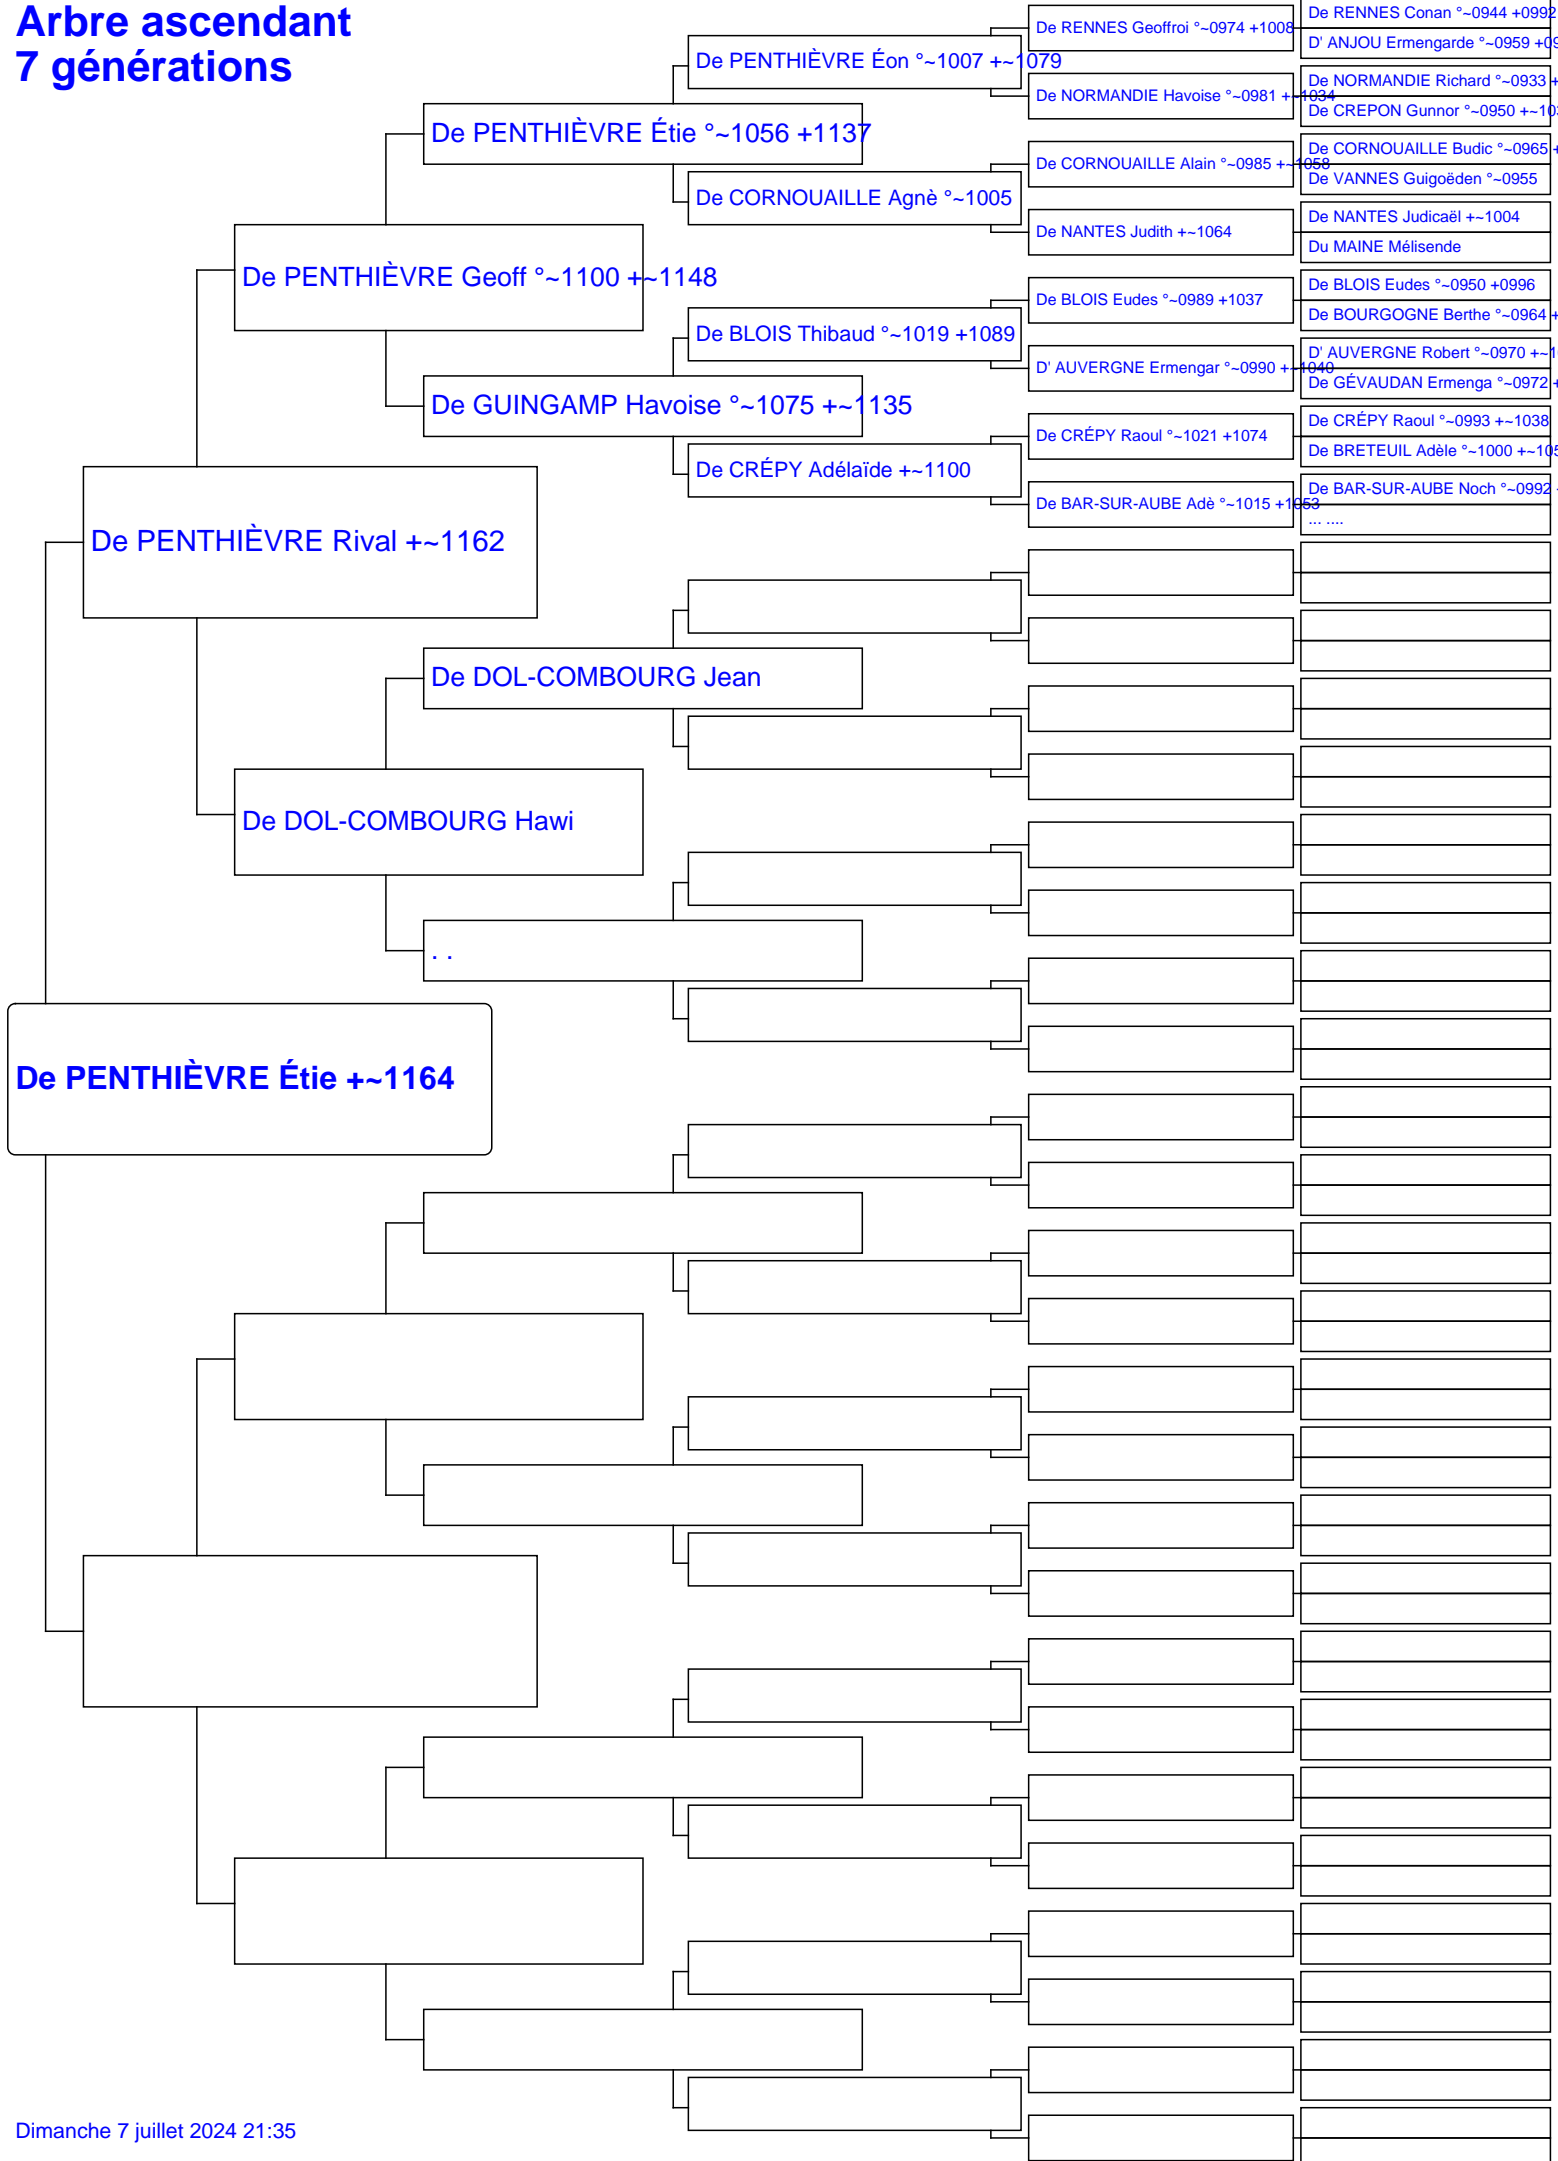 Arbre ascendant
7 générations
De PENTHIÈVRE Étie +~1164
De PENTHIÈVRE Rival +~1162
De PENTHIÈVRE Geoff °~1100 +~1148
De DOL-COMBOURG Hawi
De PENTHIÈVRE Étie °~1056 +1137
De GUINGAMP Havoise °~1075 +~1135
De DOL-COMBOURG Jean
. .
De PENTHIÈVRE Éon °~1007 +~1079
De CORNOUAILLE Agnè °~1005
De BLOIS Thibaud °~1019 +1089
De CRÉPY Adélaïde +~1100
De RENNES Geoffroi °~0974 +1008
De NORMANDIE Havoise °~0981 +~1034
De CORNOUAILLE Alain °~0985 +~1058
De NANTES Judith +~1064
De BLOIS Eudes °~0989 +1037
D' AUVERGNE Ermengar °~0990 +~1040
De CRÉPY Raoul °~1021 +1074
De BAR-SUR-AUBE Adè °~1015 +1053
De RENNES Conan °~0944 +0992
D' ANJOU Ermengarde °~0959 +09
De NORMANDIE Richard °~0933 +
De CREPON Gunnor °~0950 +~103
De CORNOUAILLE Budic °~0965 +
De VANNES Guigoëden °~0955
De NANTES Judicaël +~1004
Du MAINE Mélisende
De BLOIS Eudes °~0950 +0996
De BOURGOGNE Berthe °~0964 +
D' AUVERGNE Robert °~0970 +~1
De GÉVAUDAN Ermenga °~0972 +
De CRÉPY Raoul °~0993 +~1038
De BRETEUIL Adèle °~1000 +~105
De BAR-SUR-AUBE Noch °~0992
... ....
Dimanche 7 juillet 2024 21:35